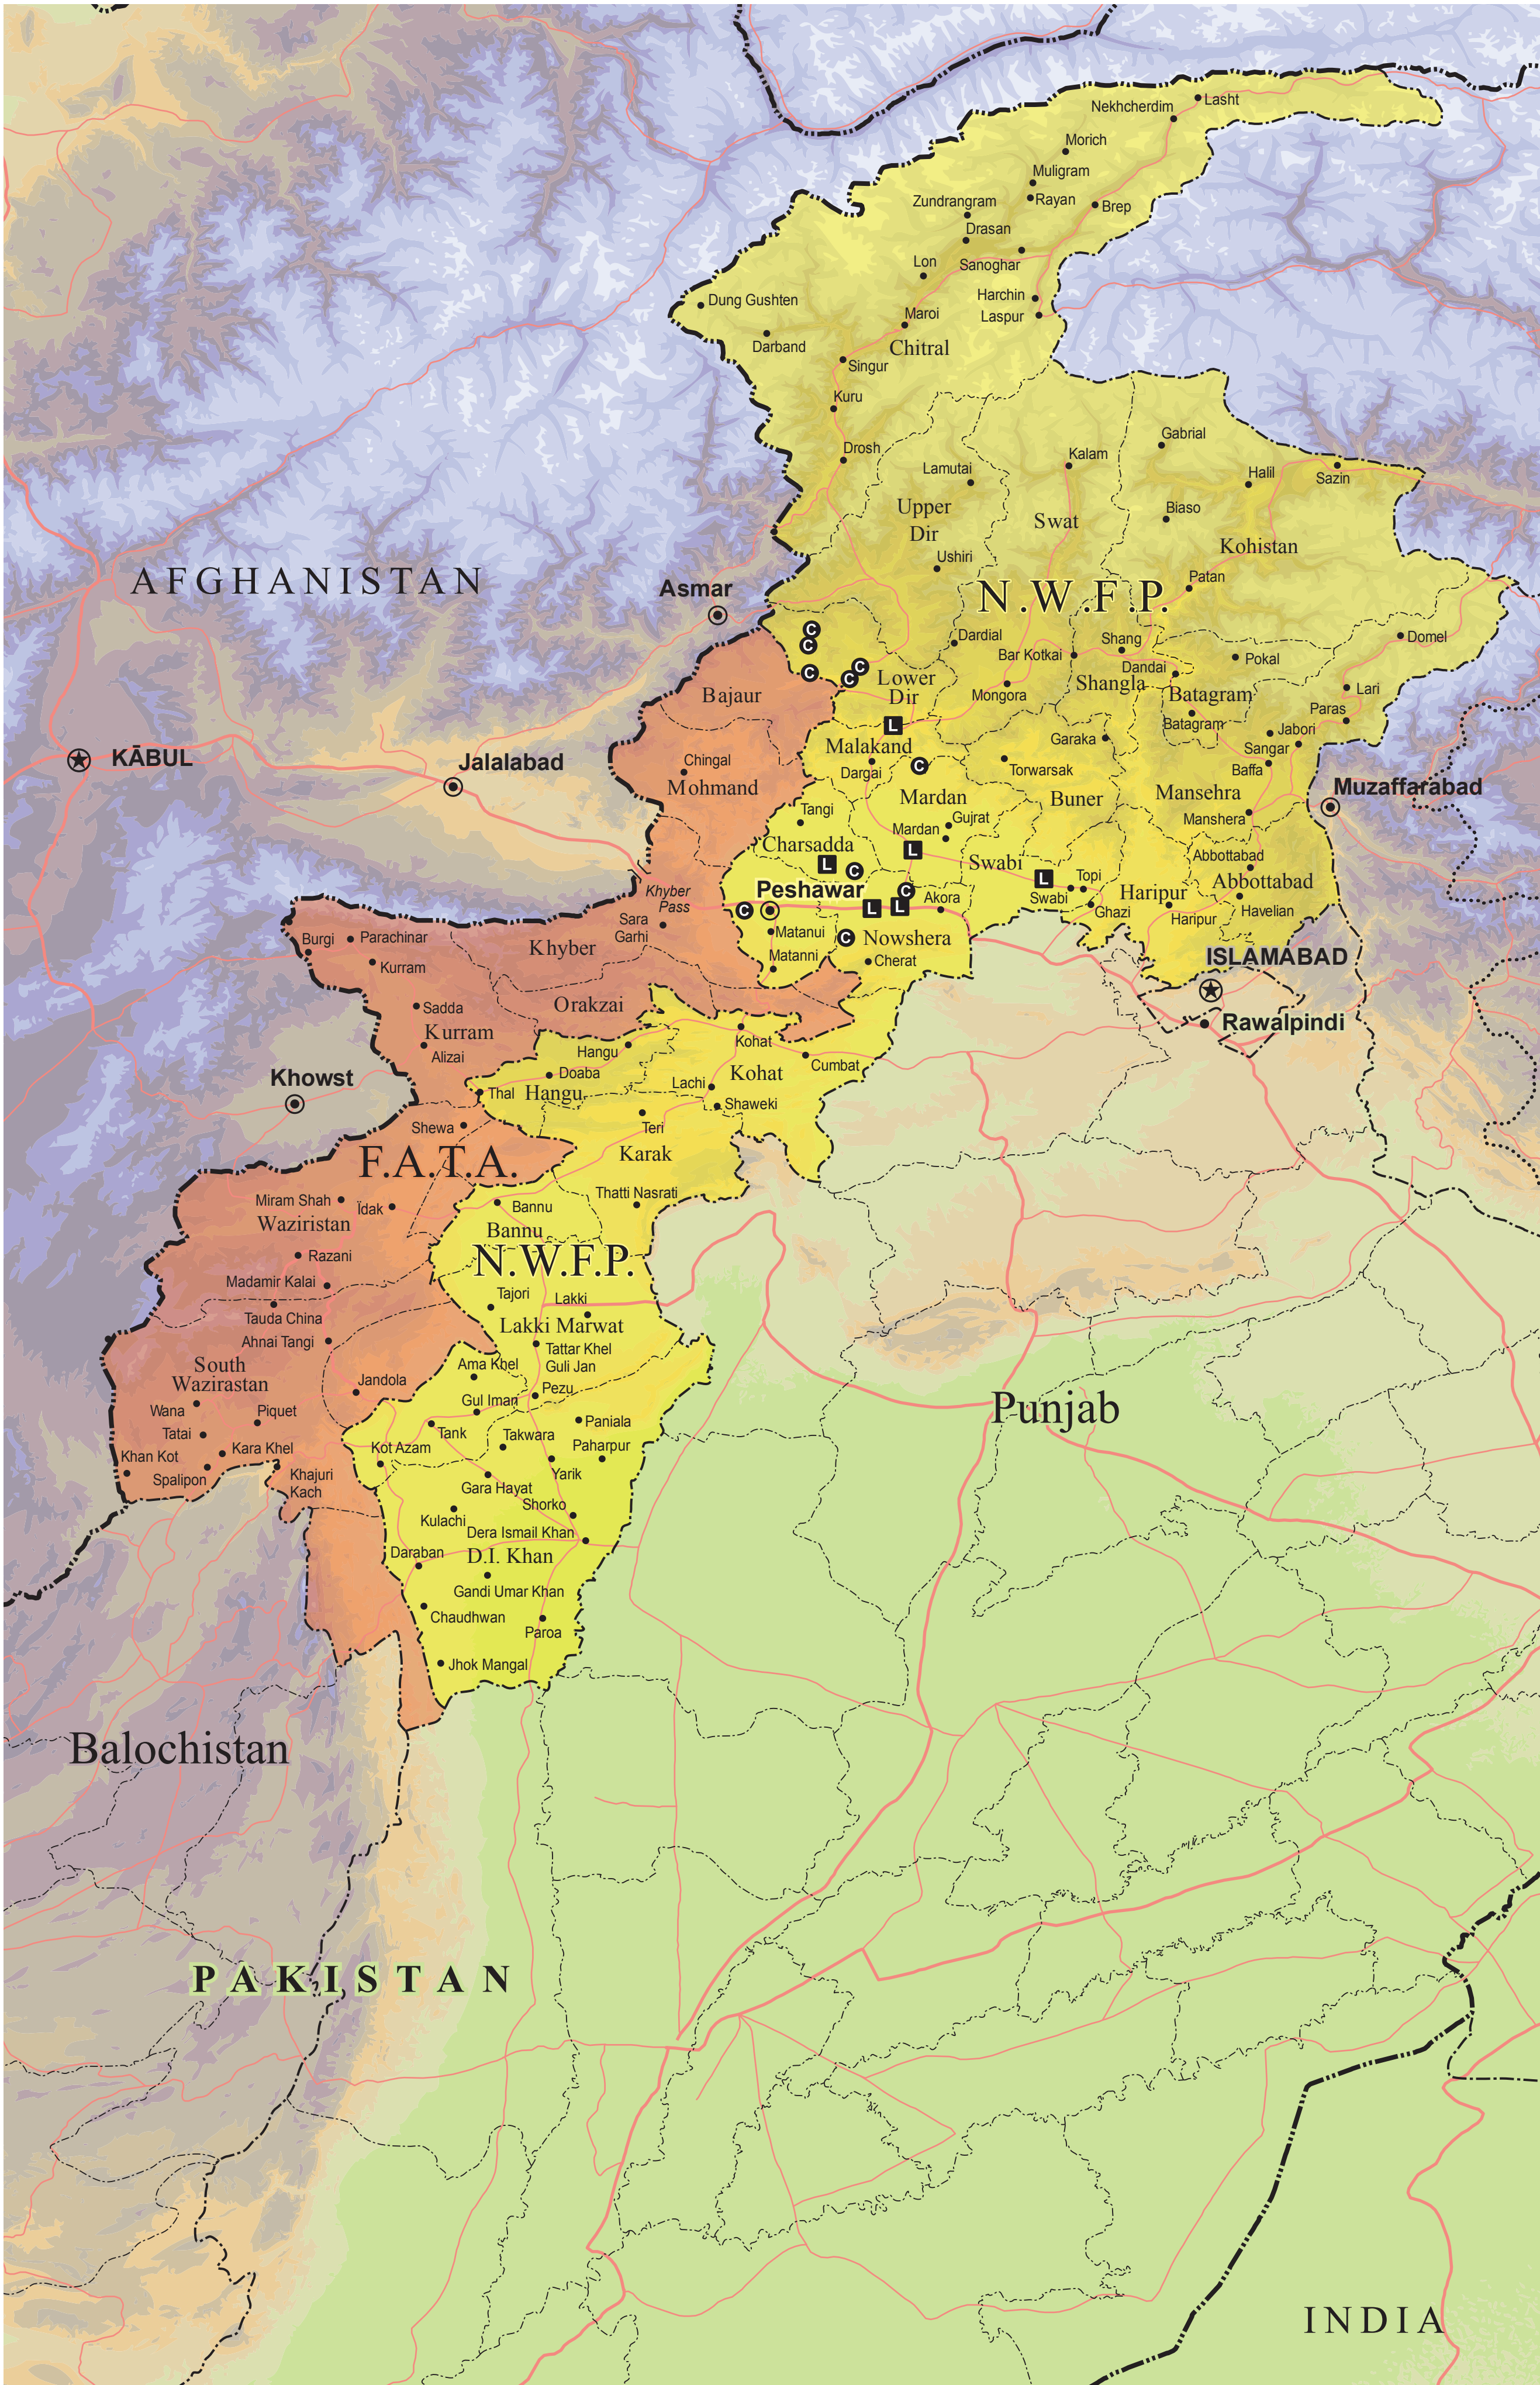 Nekhcherdim
Lasht
Morich
Muligram
Rayan
Brep
Zundrangram
Drasan
Lon
Sanoghar
Dung Gushten
Harchin
Laspur
Maroi
Darband
Chitral
Singur
Kuru
Drosh
Gabrial
Kalam
Lamutai
Halil
Sazin
Upper
Dir
Biaso
Swat
Kohistan
Ushiri
AFGHANISTAN
Asmar
Patan
N.W.F.P.
C
C
Dardial
Shang
Domel
Bar Kotkai
Pokal
Dandai
C
C
C
Lower
Dir
Shangla
Bajaur
Mongora
Batagram
Lari
Paras
L
Batagram
Jabori
Malakand
Garaka
Sangar
KĀBUL
Jalalabad
Chingal
Dargai
C
Torwarsak
Baffa
Mohmand
Mardan
Buner
Mansehra
Muzaffarabad
Tangi
Gujrat
Manshera
Mardan
Charsadda
L
L
C
Swabi
Abbottabad
Abbottabad
Khyber
Pass
Peshawar
L
Topi
C
C
L
L
Akora
Swabi
Haripur
Ghazi
Haripur
Havelian
Sara
Garhi
Matanui
C
Nowshera
Burgi
Parachinar
Khyber
Matanni
Cherat
ISLAMABAD
Kurram
Rawalpindi
Sadda
Orakzai
Kurram
Alizai
Hangu
Kohat
Cumbat
Khowst
Doaba
Kohat
Thal
Hangu
Lachi
Shaweki
Shewa
Teri
F.A.T.A.
Karak
Miram Shah
Ïdak
Thatti Nasrati
Waziristan
Bannu
Bannu
Razani
N.W.F.P.
Madamir Kalai
Tajori
Lakki
Tauda China
Lakki Marwat
Ahnai Tangi
Tattar Khel
Guli Jan
South
Wazirastan
Ama Khel
Jandola
Pezu
Gul Iman
Wana
Piquet
Punjab
Tatai
Tank
Takwara
Paniala
Kot Azam
Paharpur
Khan Kot
Kara Khel
Spalipon
Khajuri
Kach
Yarik
Gara Hayat
Shorko
Kulachi
Dera Ismail Khan
Daraban
D.I. Khan
Gandi Umar Khan
Chaudhwan
Paroa
Jhok Mangal
Balochistan
PAKISTAN
INDIA